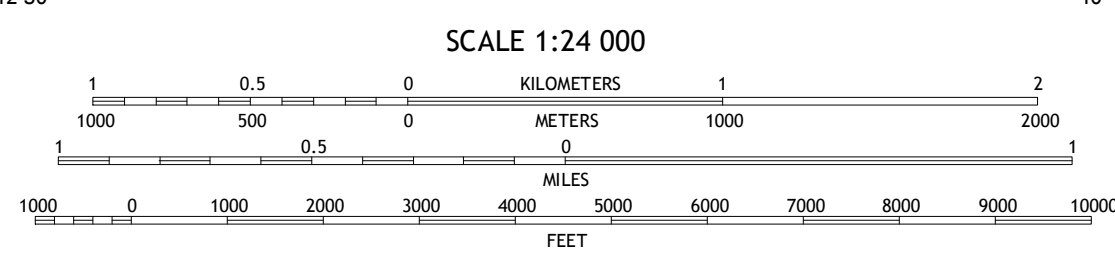 SCALE 1:24 000
1 0.5 0 KILOMETERS 1 2
1000 500 0 METERS 1000 2000
1 0.5 0 1
MILES
1000 0 1000 2000 3000 4000 5000 6000 7000 8000 9000 10000
FEET